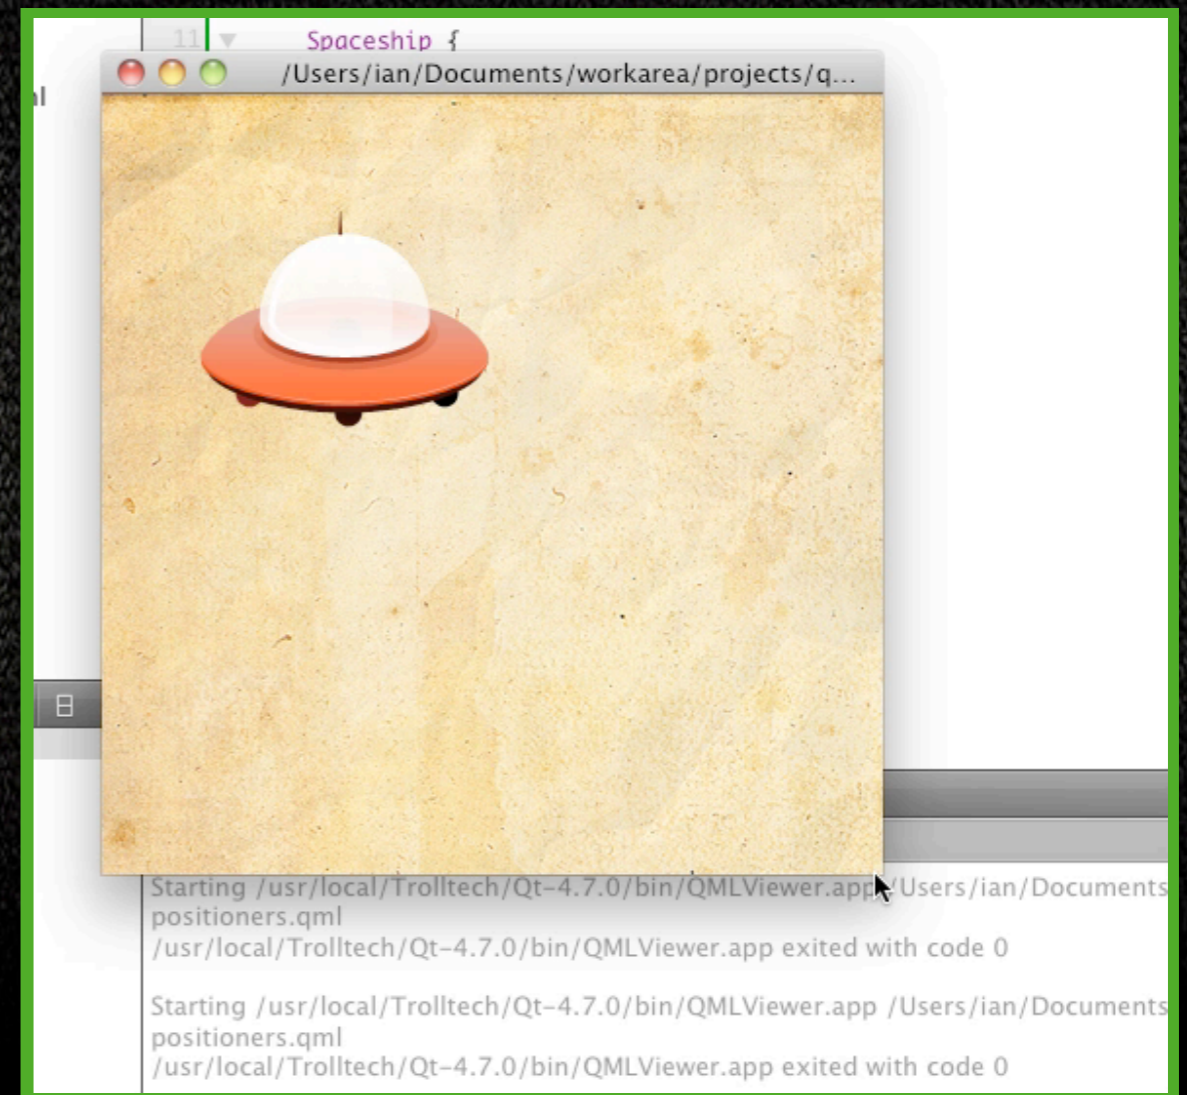 11 Spaceship {
/Users/ian/Documents/workarea/projects/q...
Starting /usr/local/Trolltech/Qt-4.7.0/bin/QMLViewer.app /Users/ian/Documents
positioners.qml
/usr/local/Trolltech/Qt-4.7.0/bin/QMLViewer.app exited with code 0
Starting /usr/local/Trolltech/Qt-4.7.0/bin/QMLViewer.app /Users/ian/Documents
positioners.qml
/usr/local/Trolltech/Qt-4.7.0/bin/QMLViewer.app exited with code 0